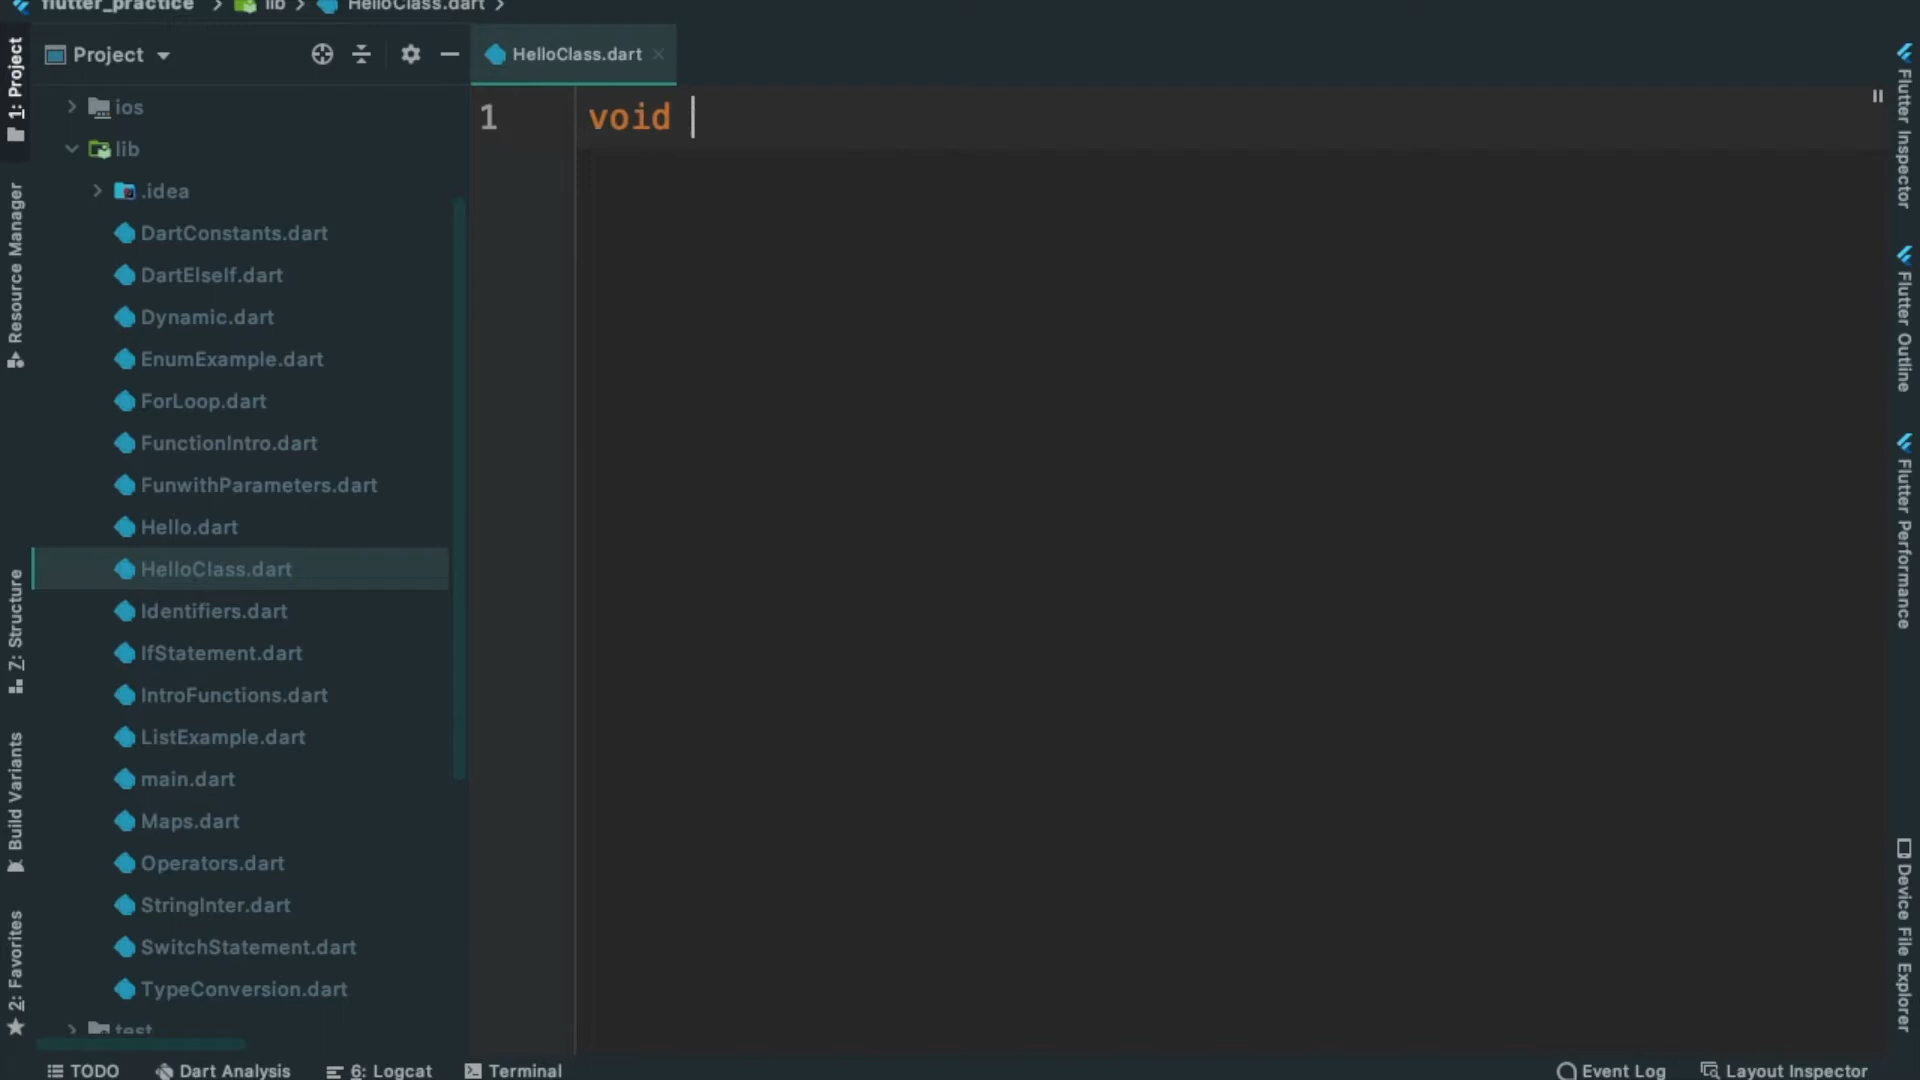 flutter_practice
lib
HelloClass.dart
1: Project
Resource Manager
Z: Structure
Build Variants
2: Favorites
Project
HelloClass.dart
ios
lib
.idea
DartConstants.dart
DartElseIf.dart
Dynamic.dart
EnumExample.dart
ForLoop.dart
FunctionIntro.dart
FunwithParameters.dart
Hello.dart
HelloClass.dart
Identifiers.dart
IfStatement.dart
IntroFunctions.dart
ListExample.dart
main.dart
Maps.dart
Operators.dart
StringInter.dart
SwitchStatement.dart
TypeConversion.dart
test
1 void
Flutter Inspector
Flutter Outline
Flutter Performance
Device File Explorer
TODO
Dart Analysis
6: Logcat
Terminal
Event Log
Layout Inspector